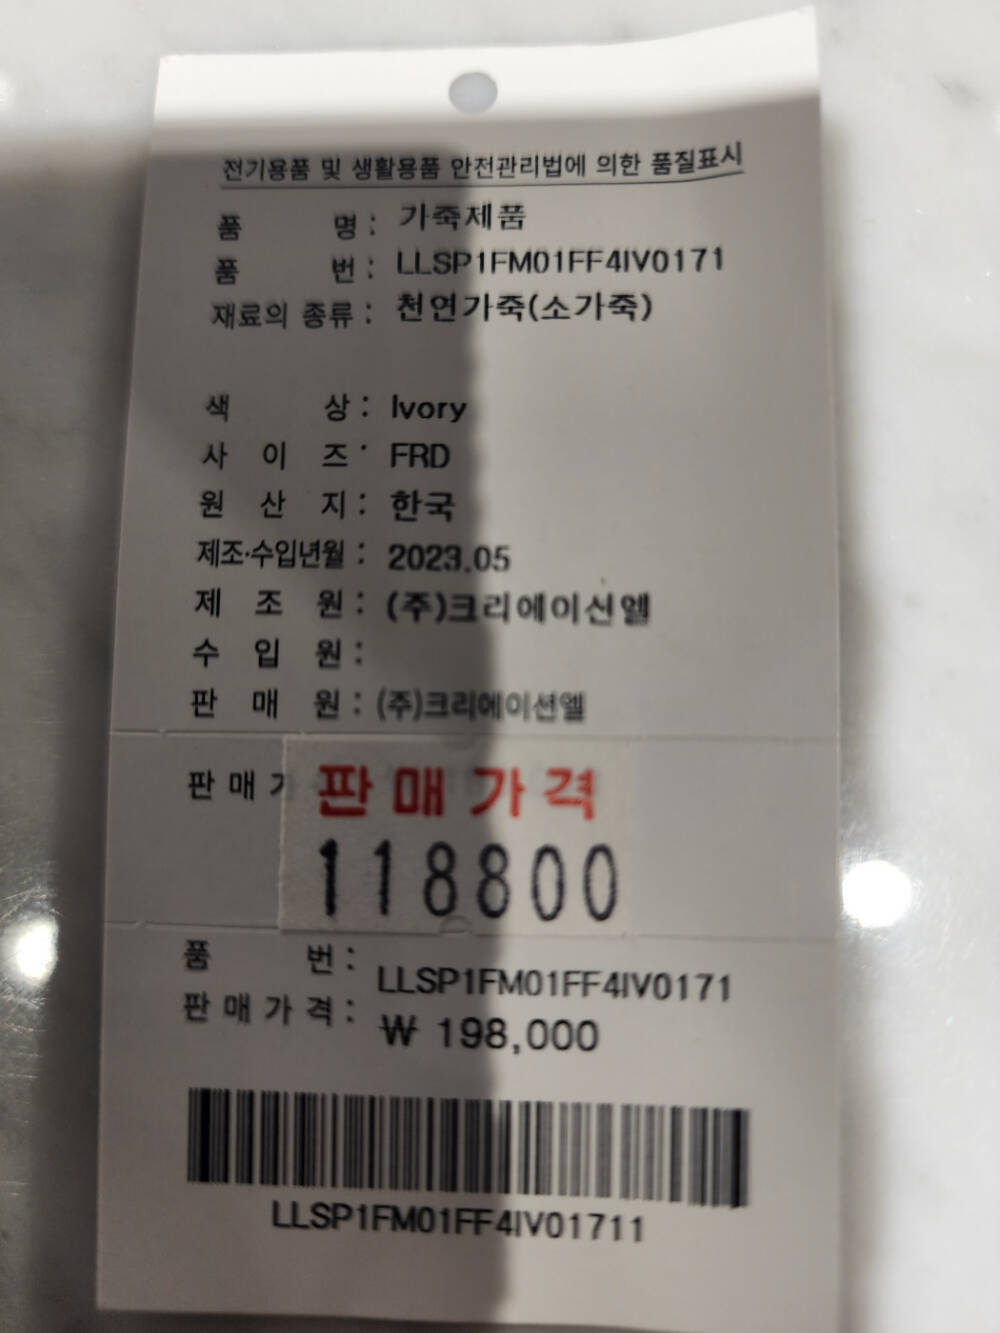 전기용품 및 생활용품 안전관리법에 의한 품질표시
품 명 : 가죽제품
품 번 : LLSP1FM01FF4IV0171
재료의 종류 : 천연가죽(소가죽)
색 상 : Ivory
사 이 즈 : FRD
원 산 지 : 한국
제조·수입년월 : 2023.05
제 조 원 : (주)크리에이션엘
수 입 원 :
판 매 원 : (주)크리에이션엘
판 매 가
판매가격
118800
품 번 : LLSP1FM01FF4IV0171
판 매 가 격 : ₩ 198,000
LLSP1FM01FF4IV01711